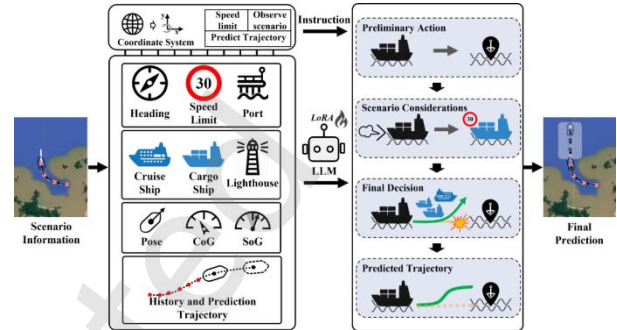 Coordinate System
Speed limit
Observe scenario
Predict Trajectory
Instruction
Heading
30
Speed Limit
Port
Cruise Ship
Cargo Ship
Lighthouse
Pose
CoG
SoG
History and Prediction Trajectory
Scenario Information
LoRA
LLM
Preliminary Action
Scenario Considerations
30
Final Decision
Predicted Trajectory
Final Prediction